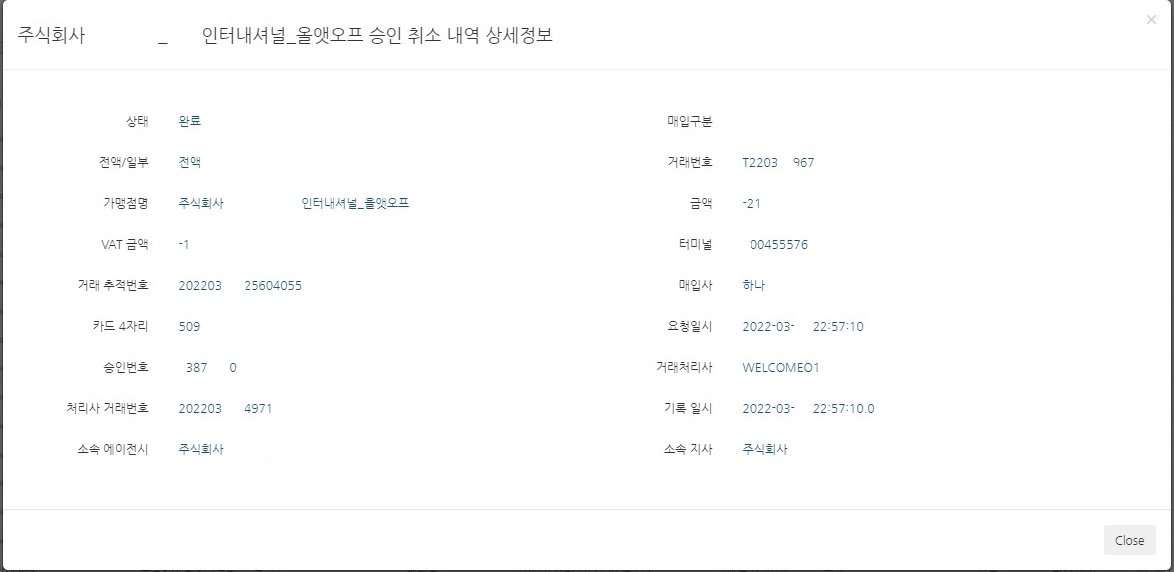 주식회사 _ 인터내셔널_올앳오프 승인 취소 내역 상세정보 ×
상태 완료 매입구분
전액/일부 전액 거래번호 T2203 967
가맹점명 주식회사 인터내셔널_올앳오프 금액 -21
VAT 금액 -1 터미널 00455576
거래 추적번호 202203 25604055 매입사 하나
카드 4자리 509 요청일시 2022-03- 22:57:10
승인번호 387 0 거래처리사 WELCOME01
처리사 거래번호 202203 4971 기록 일시 2022-03- 22:57:10.0
소속 에이전시 주식회사 소속 지사 주식회사
Close